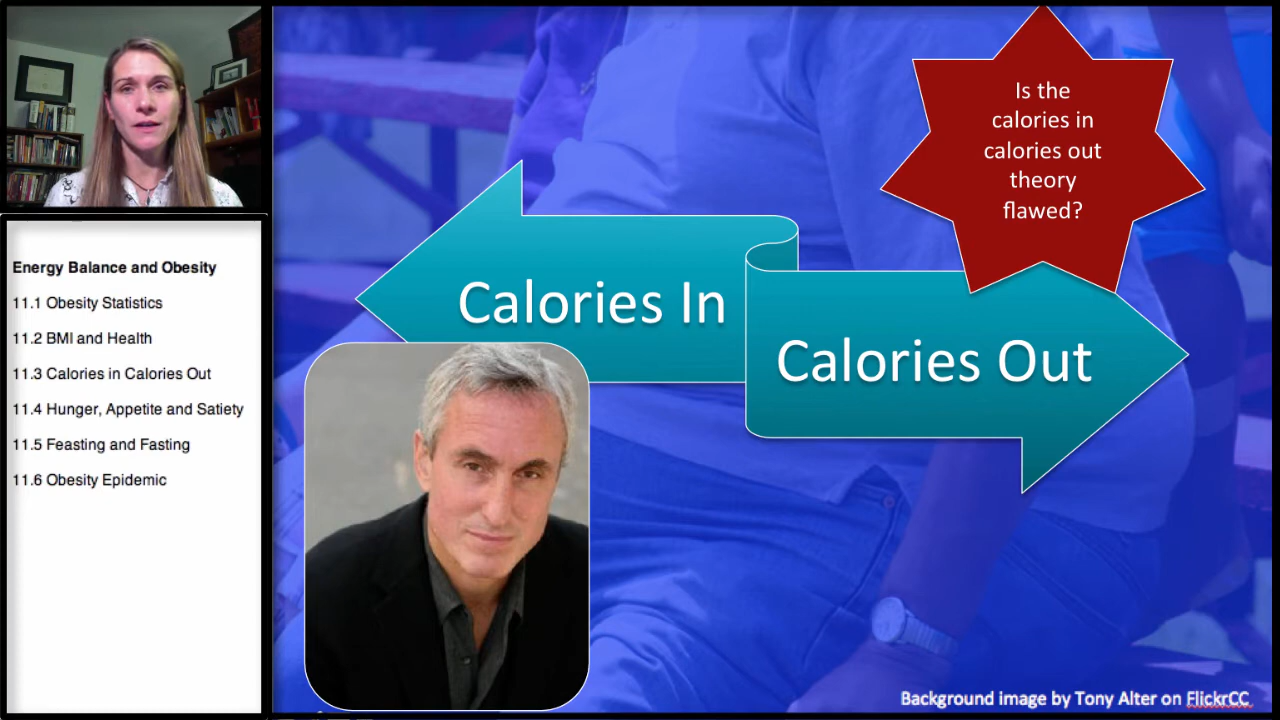 Energy Balance and Obesity
11.1 Obesity Statistics
11.2 BMI and Health
11.3 Calories in Calories Out
11.4 Hunger, Appetite and Satiety
11.5 Feasting and Fasting
11.6 Obesity Epidemic
Is the
calories in
calories out
theory
flawed?
Calories In
Calories Out
Background image by Tony Alter on FlickrCC